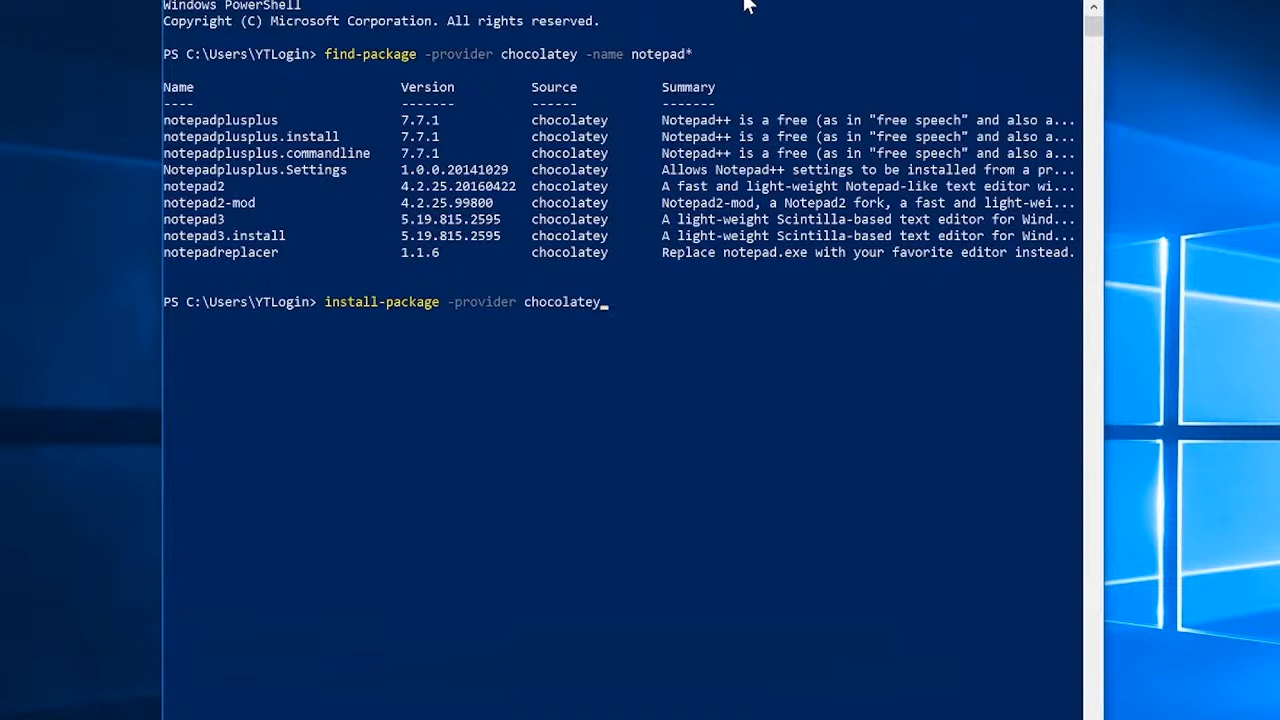 Windows PowerShell
Copyright (C) Microsoft Corporation. All rights reserved.
PS C:\Users\YTLogin> find-package -provider chocolatey -name notepad*
Name Version Source Summary
---- ------- ------ -------
notepadplusplus 7.7.1 chocolatey Notepad++ is a free (as in "free speech" and also a...
notepadplusplus.install 7.7.1 chocolatey Notepad++ is a free (as in "free speech" and also a...
notepadplusplus.commandline 7.7.1 chocolatey Notepad++ is a free (as in "free speech" and also a...
Notepadplusplus.Settings 1.0.0.20141029 chocolatey Allows Notepad++ settings to be installed from a pr...
notepad2 4.2.25.20160422 chocolatey A fast and light-weight Notepad-like text editor wi...
notepad2-mod 4.2.25.99800 chocolatey Notepad2-mod, a Notepad2 fork, a fast and light-wei...
notepad3 5.19.815.2595 chocolatey A light-weight Scintilla-based text editor for Wind...
notepad3.install 5.19.815.2595 chocolatey A light-weight Scintilla-based text editor for Wind...
notepadreplacer 1.1.6 chocolatey Replace notepad.exe with your favorite editor instead.
PS C:\Users\YTLogin> install-package -provider chocolatey_